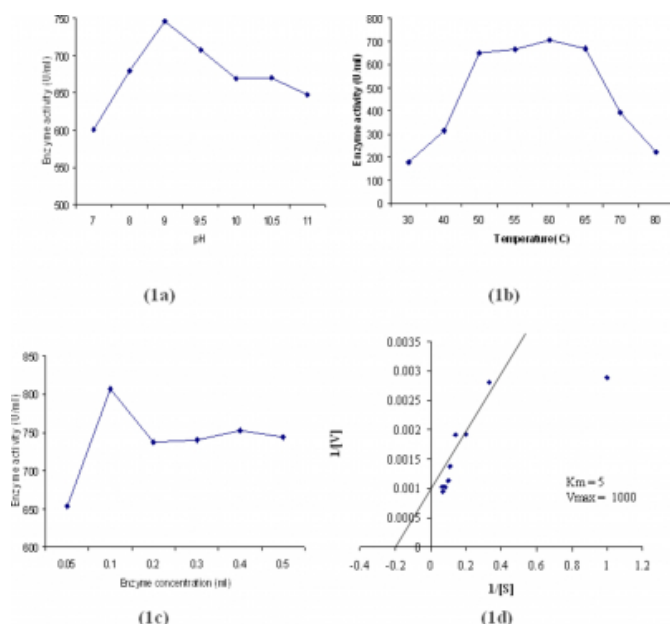 Enzyme activity (U/ml)
750
700
650
600
550
500
7 8 9 9.5 10 10.5 11
pH
(1a)
Enzyme activity (U/ml)
800
700
600
500
400
300
200
100
0
30 40 50 55 60 65 70 80
Temperature(C)
(1b)
Enzyme activity (U/ml)
850
800
750
700
650
600
0.05 0.1 0.2 0.3 0.4 0.5
Enzyme concentration (ml)
(1c)
1/[V]
0.0035
0.003
0.0025
0.002
0.0015
0.001
0.0005
0
-0.4 -0.2 0 0.2 0.4 0.6 0.8 1 1.2
Km = 5
Vmax = 1000
1/[S]
(1d)